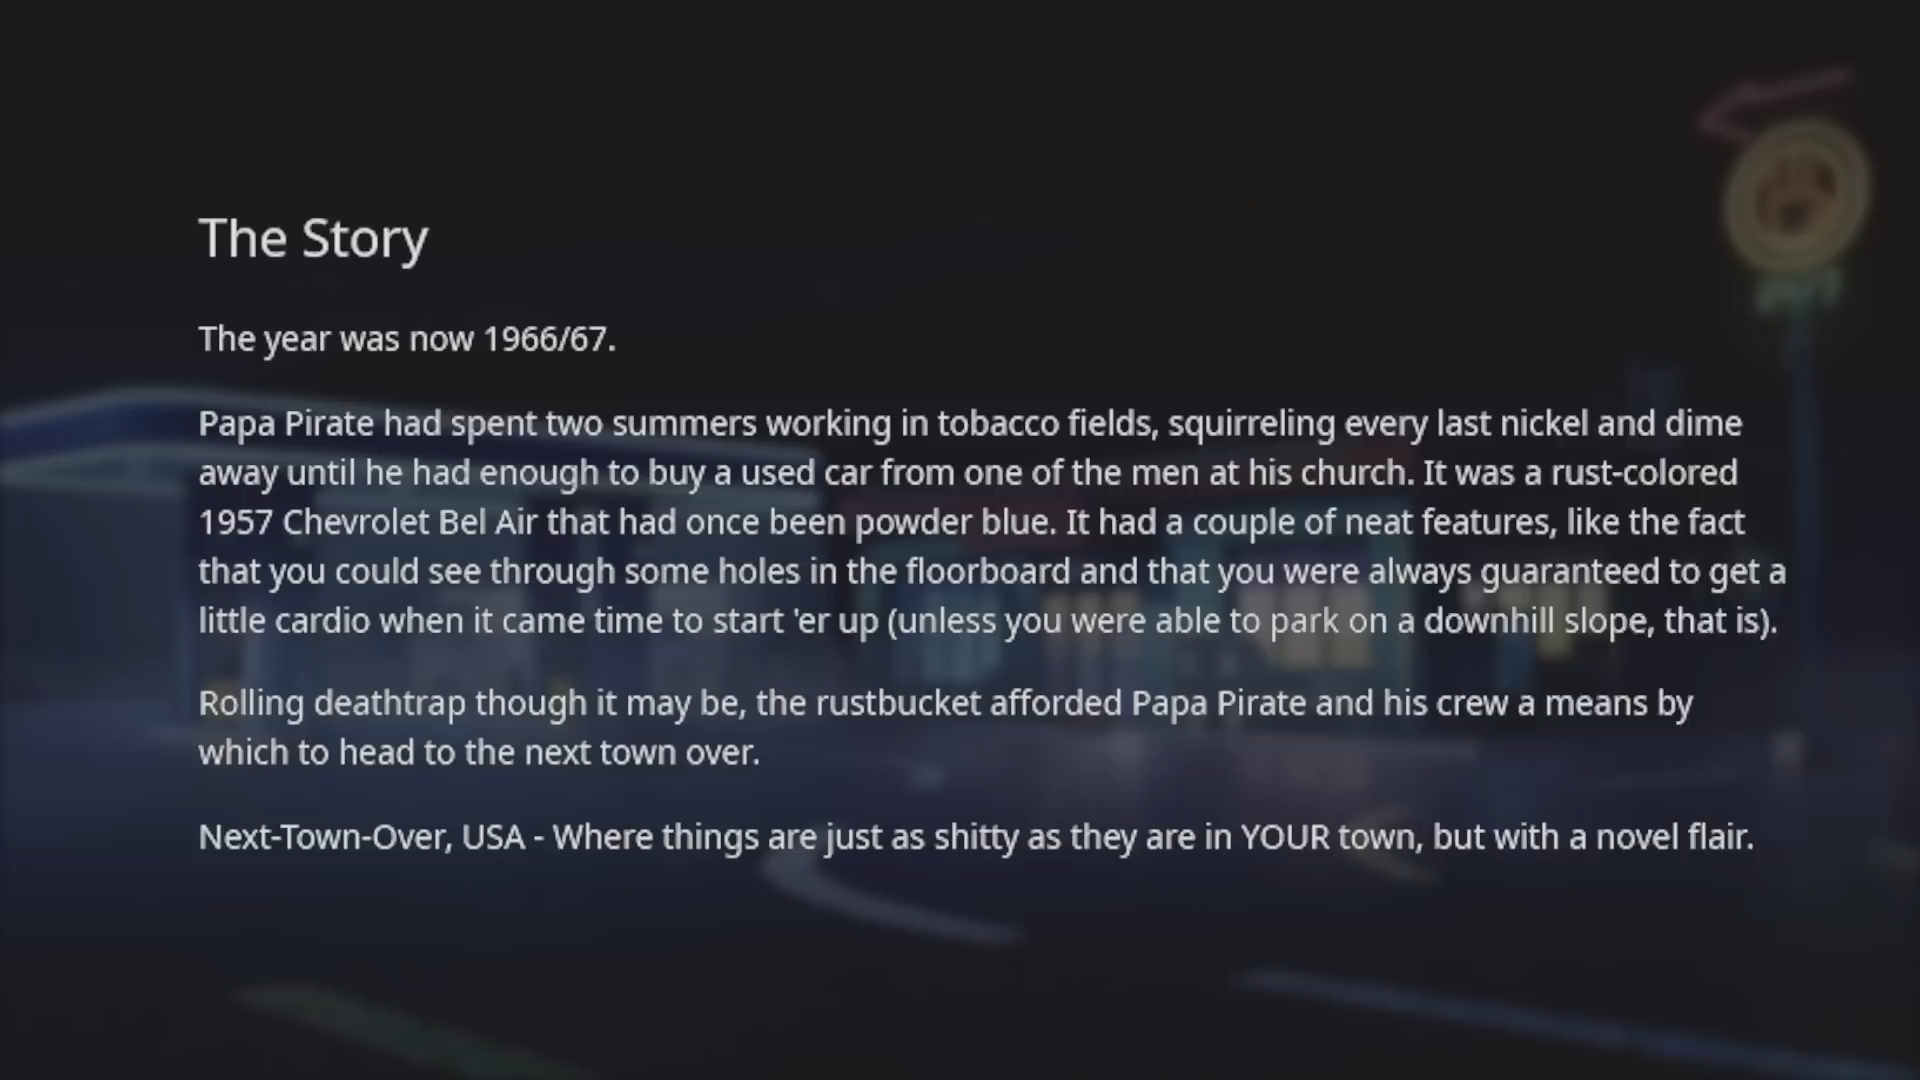 The Story
The year was now 1966/67.
Papa Pirate had spent two summers working in tobacco fields, squirreling every last nickel and dime
away until he had enough to buy a used car from one of the men at his church. It was a rust-colored
1957 Chevrolet Bel Air that had once been powder blue. It had a couple of neat features, like the fact
that you could see through some holes in the floorboard and that you were always guaranteed to get a
little cardio when it came time to start 'er up (unless you were able to park on a downhill slope, that is).
Rolling deathtrap though it may be, the rustbucket afforded Papa Pirate and his crew a means by
which to head to the next town over.
Next-Town-Over, USA - Where things are just as shitty as they are in YOUR town, but with a novel flair.